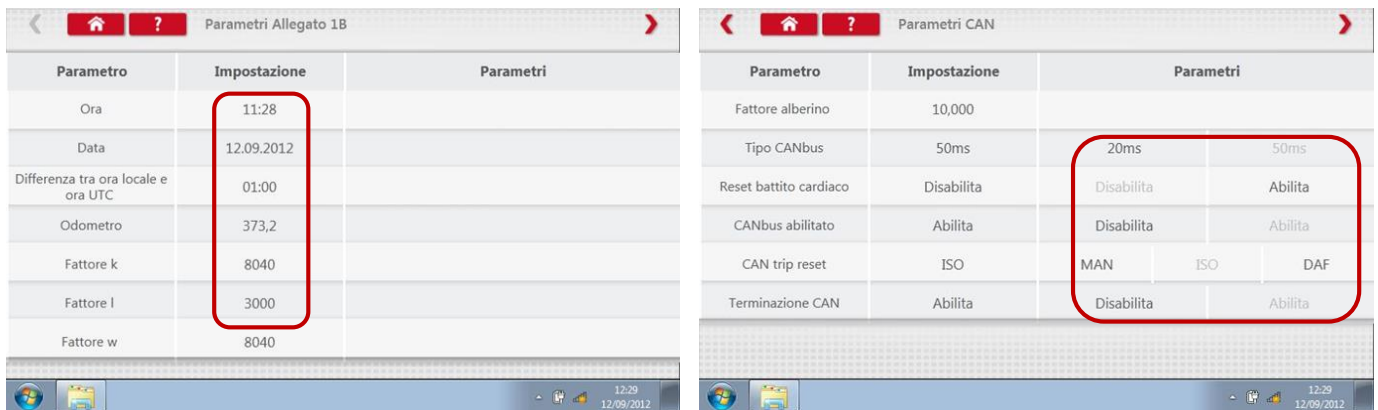 ? Parametri Allegato 1B
Parametro Impostazione Parametri
Ora 11:28
Data 12.09.2012
Differenza tra ora locale e
ora UTC 01:00
Odometro 373,2
Fattore k 8040
Fattore l 3000
Fattore w 8040
12:29
12/09/2012
? Parametri CAN
Parametro Impostazione Parametri
Fattore alberino 10,000
Tipo CANbus 50ms 20ms 50ms
Reset battito cardiaco Disabilita Disabilita Abilita
CANbus abilitato Abilita Disabilita Abilita
CAN trip reset ISO MAN ISO DAF
Terminazione CAN Abilita Disabilita Abilita
12:29
12/09/2012